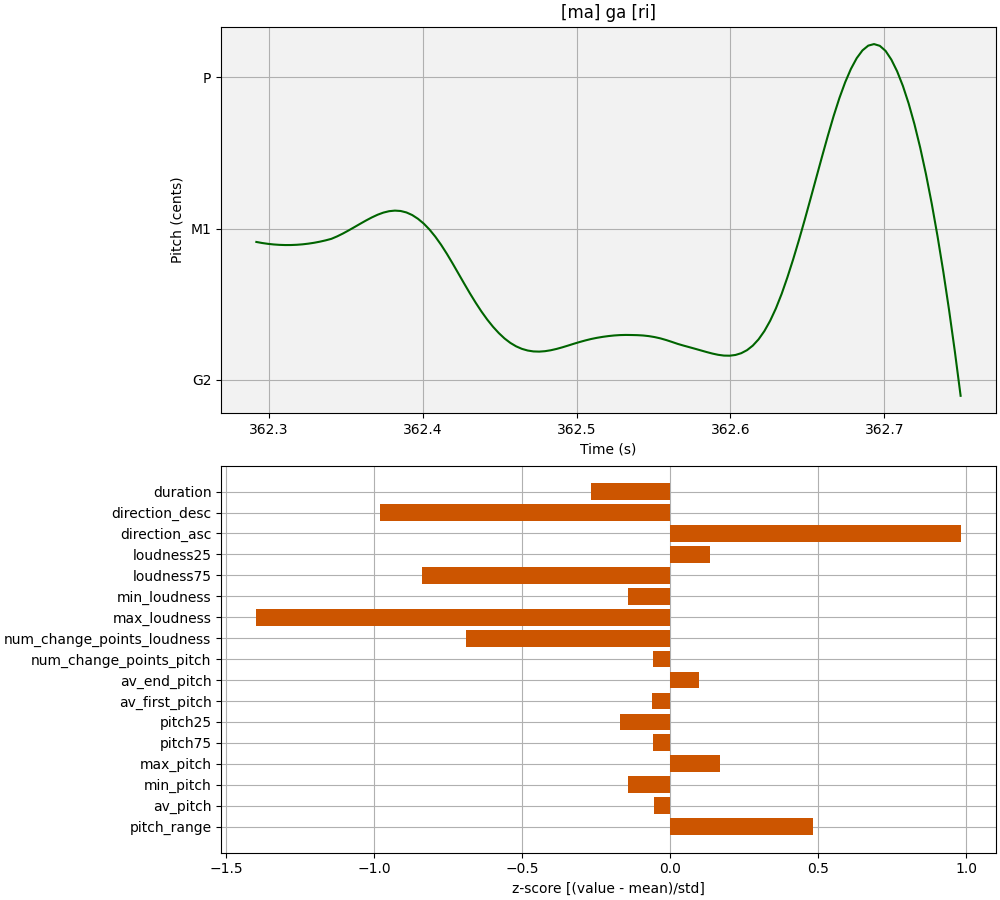 [ma] ga [ri]
P
M1
G2
Pitch (cents)
362.3 362.4 362.5 362.6 362.7
Time (s)
duration
direction_desc
direction_asc
loudness25
loudness75
min_loudness
max_loudness
num_change_points_loudness
num_change_points_pitch
av_end_pitch
av_first_pitch
pitch25
pitch75
max_pitch
min_pitch
av_pitch
pitch_range
−1.5 −1.0 −0.5 0.0 0.5 1.0
z-score [(value - mean)/std]